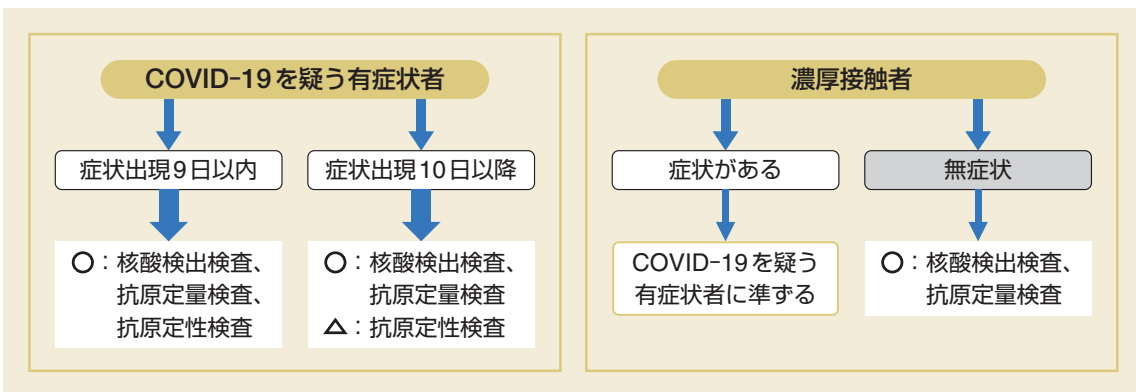 COVID-19を疑う有症状者
症状出現9日以内
症状出現10日以降
○：核酸検出検査、
抗原定量検査、
抗原定性検査
○：核酸検出検査、
抗原定量検査
△：抗原定性検査
濃厚接触者
症状がある
無症状
COVID-19を疑う
有症状者に準ずる
○：核酸検出検査、
抗原定量検査